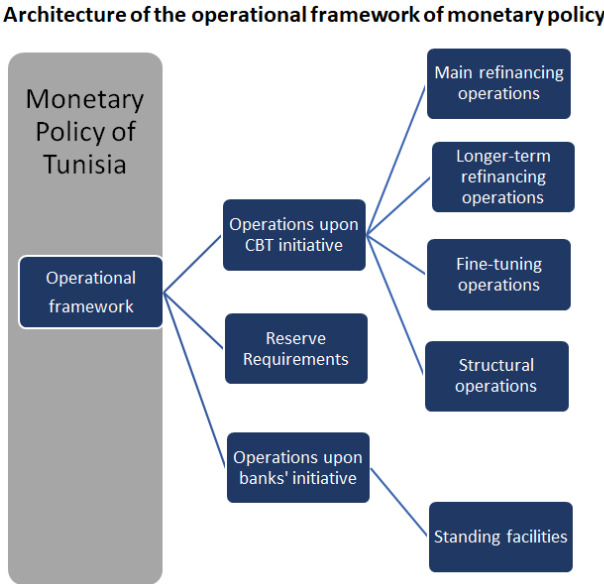 Architecture of the operational framework of monetary policy
Monetary
Policy of
Tunisia
Operational
framework
Operations upon
CBT initiative
Reserve
Requirements
Operations upon
banks' initiative
Main refinancing
operations
Longer-term
refinancing
operations
Fine-tuning
operations
Structural
operations
Standing facilities